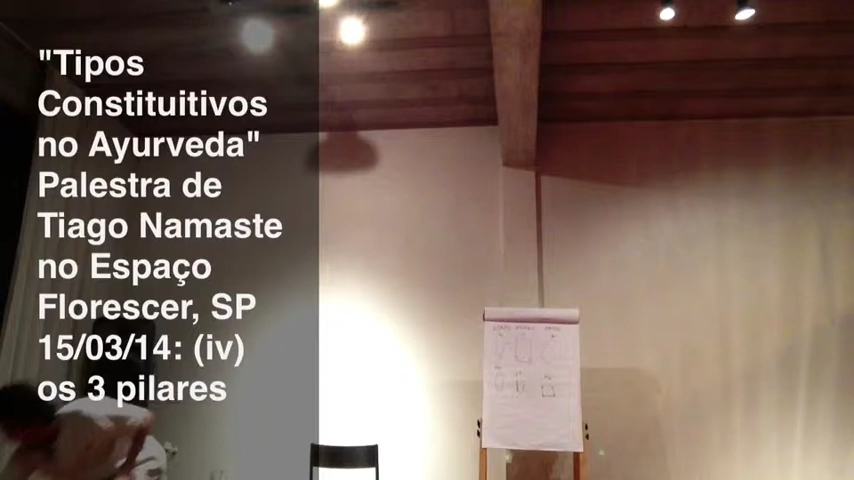 "Tipos
Constituitivos
no Ayurveda"
Palestra de
Tiago Namaste
no Espaço
Florescer, SP
15/03/14: (iv)
os 3 pilares